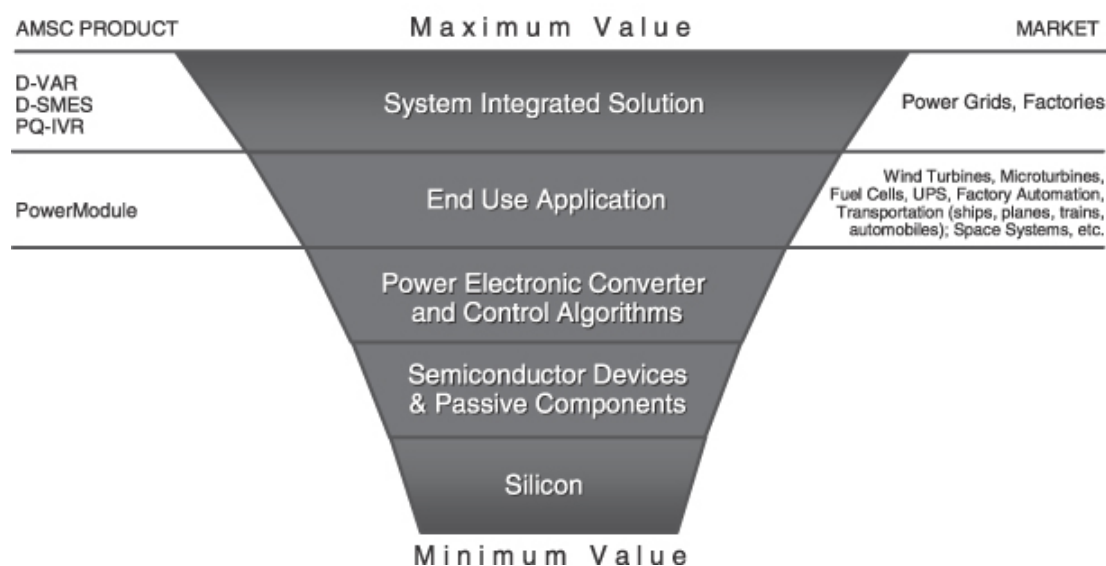 AMSC PRODUCT
Maximum Value
MARKET
D-VAR
D-SMES
PQ-IVR
System Integrated Solution
Power Grids, Factories
PowerModule
End Use Application
Wind Turbines, Microturbines,
Fuel Cells, UPS, Factory Automation,
Transportation (ships, planes, trains,
automobiles); Space Systems, etc.
Power Electronic Converter
and Control Algorithms
Semiconductor Devices
& Passive Components
Silicon
Minimum Value